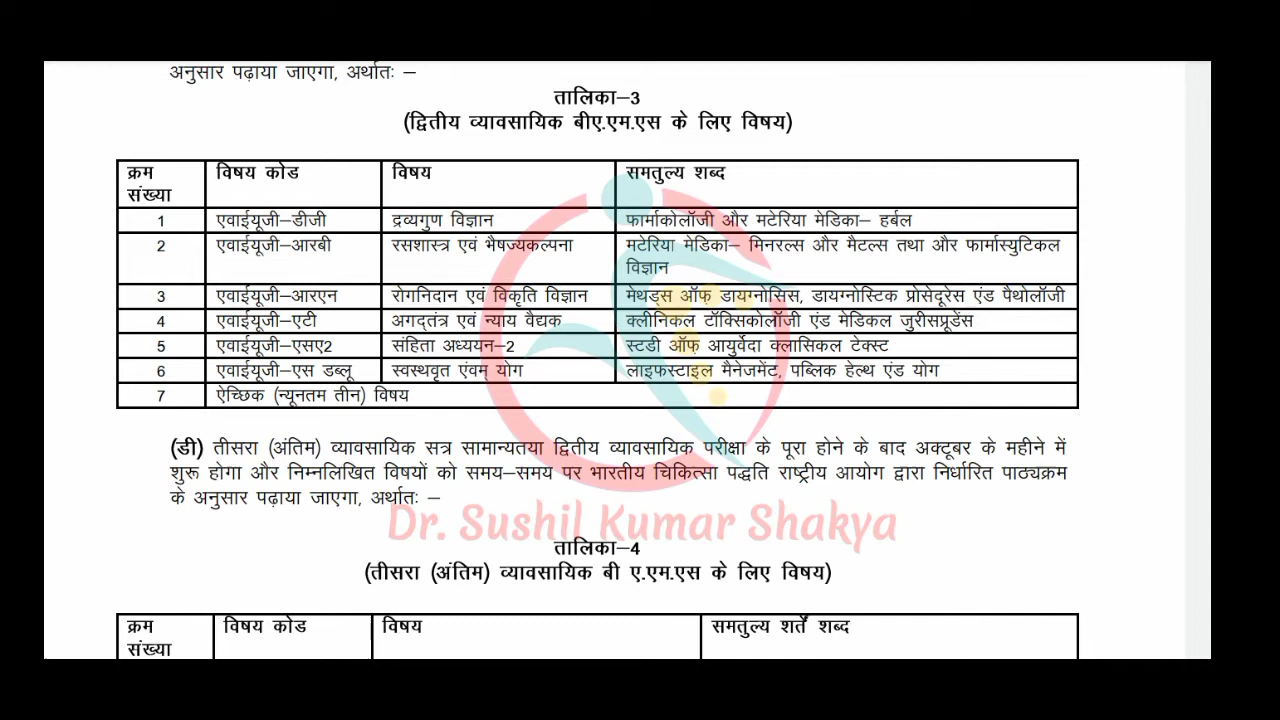 अनुसार पढ़ाया जाएगा, अर्थातः –
तालिका–3
(द्वितीय व्यावसायिक बीए.एम.एस के लिए विषय)
क्रम संख्या विषय कोड विषय समतुल्य शब्द
1 एवाईयूजी–डीजी द्रव्यगुण विज्ञान फार्माकोलॉजी और मटेरिया मेडिका– हर्बल
2 एवाईयूजी–आरबी रसशास्त्र एवं भैषज्यकल्पना मटेरिया मेडिका– मिनरल्स और मैटल्स तथा और फार्मास्युटिकल
विज्ञान
3 एवाईयूजी–आरएन रोगनिदान एवं विकृति विज्ञान मेथड्स ऑफ डायग्नोसिस, डायग्नोस्टिक प्रोसेदूरेस एंड पैथोलॉजी
4 एवाईयूजी–एटी अगद्तंत्र एवं न्याय वैद्यक क्लीनिकल टॉक्सिकोलॉजी एंड मेडिकल जुरीसप्रूडेंस
5 एवाईयूजी–एसए2 संहिता अध्ययन–2 स्टडी ऑफ आयुर्वेदा क्लासिकल टेक्स्ट
6 एवाईयूजी–एस डब्लू स्वस्थवृत एंवम् योग लाइफस्टाइल मैनेजमेंट, पब्लिक हेल्थ एंड योग
7 ऐच्छिक (न्यूनतम तीन) विषय
(डी) तीसरा (अंतिम) व्यावसायिक सत्र सामान्यतया द्वितीय व्यावसायिक परीक्षा के पूरा होने के बाद अक्टूबर के महीने में
शुरू होगा और निम्नलिखित विषयों को समय–समय पर भारतीय चिकित्सा पद्धति राष्ट्रीय आयोग द्वारा निर्धारित पाठ्यक्रम
के अनुसार पढ़ाया जाएगा, अर्थातः –
Dr. Sushil Kumar Shakya
तालिका–4
(तीसरा (अंतिम) व्यावसायिक बी ए.एम.एस के लिए विषय)
क्रम संख्या विषय कोड विषय समतुल्य शर्तें शब्द